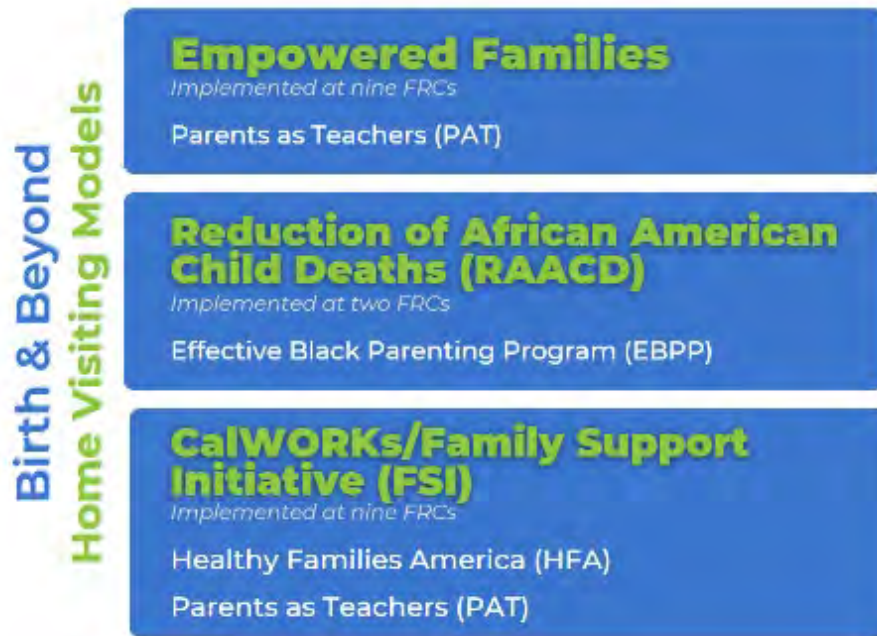 Birth & Beyond
Home Visiting Models
Empowered Families
Implemented at nine FRCs
Parents as Teachers (PAT)
Reduction of African American
Child Deaths (RAACD)
Implemented at two FRCs
Effective Black Parenting Program (EBPP)
CalWORKs/Family Support
Initiative (FSI)
Implemented at nine FRCs
Healthy Families America (HFA)
Parents as Teachers (PAT)